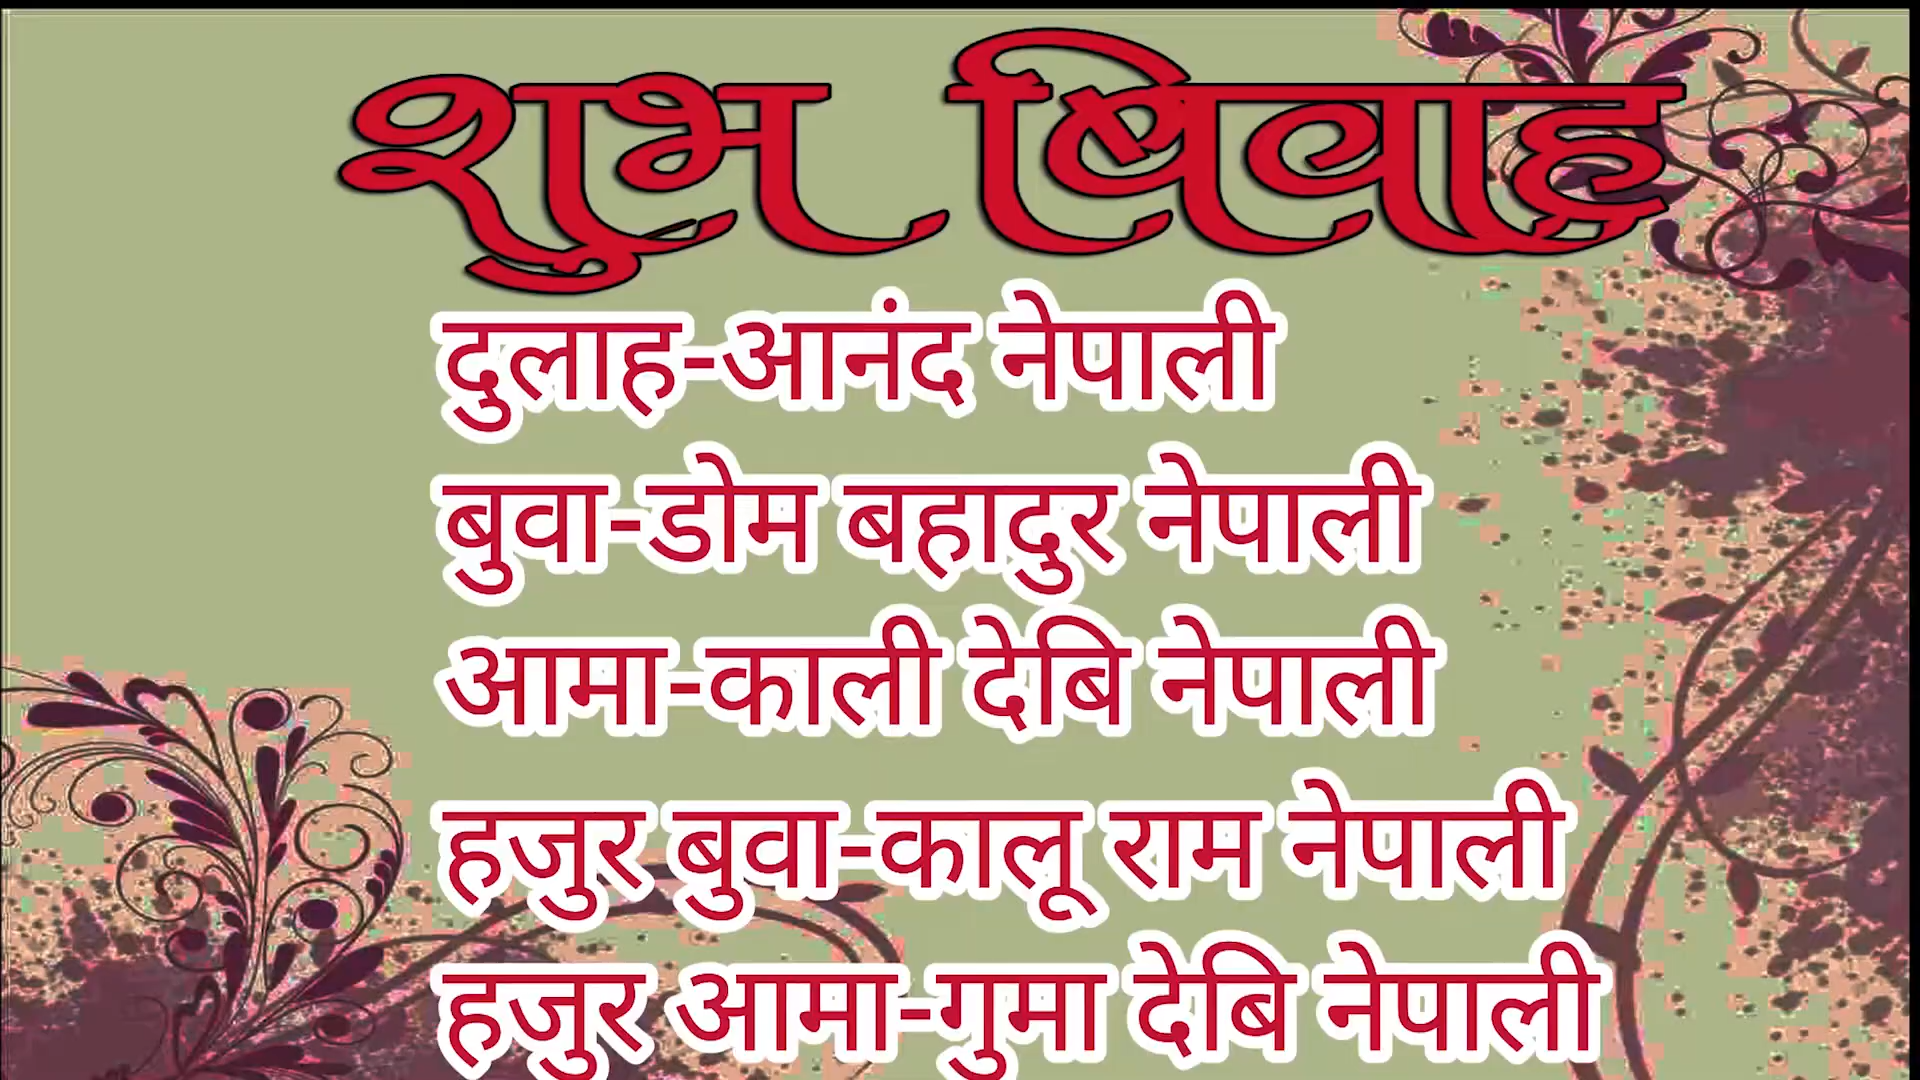 शुभ बिवाह
दुलाह-आनंद नेपाली
बुवा-डोम बहादुर नेपाली
आमा-काली देबि नेपाली
हजुर बुवा-कालू राम नेपाली
हजुर आमा-गुमा देबि नेपाली